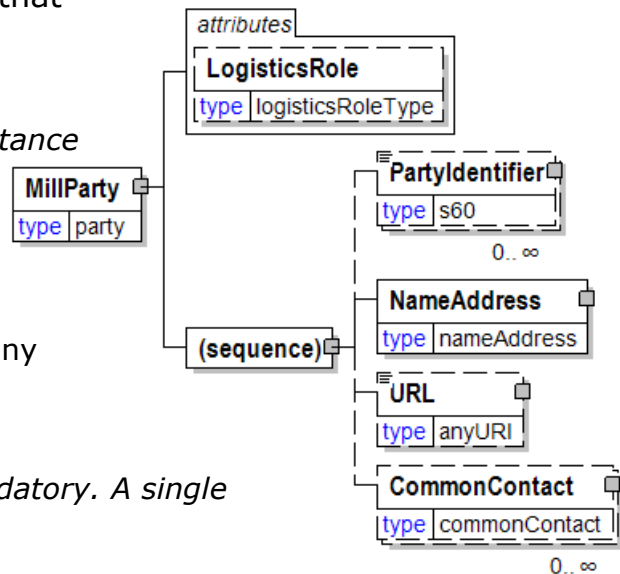 that
attributes
LogisticsRole
type logisticsRoleType
tance
MillParty
type party
PartyIdentifier
type s60
0.. ∞
NameAddress
type nameAddress
ny
(sequence)
URL
type anyURI
datory. A single
CommonContact
type commonContact
0.. ∞